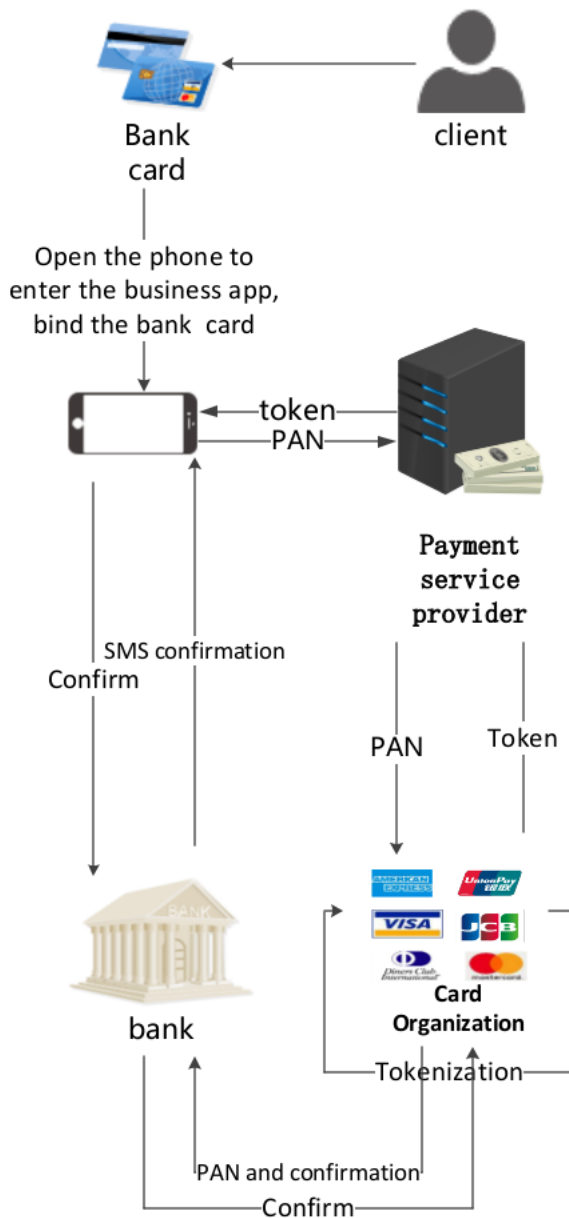 Bank
card
client
Open the phone to
enter the business app,
bind the bank card
token
PAN
Payment
service
provider
SMS confirmation
Confirm
PAN
Token
AMERICAN
EXPRESS
UnionPay
银联
VISA
JCB
Diners Club
International
mastercard
BANK
bank
Card
Organization
Tokenization
PAN and confirmation
Confirm